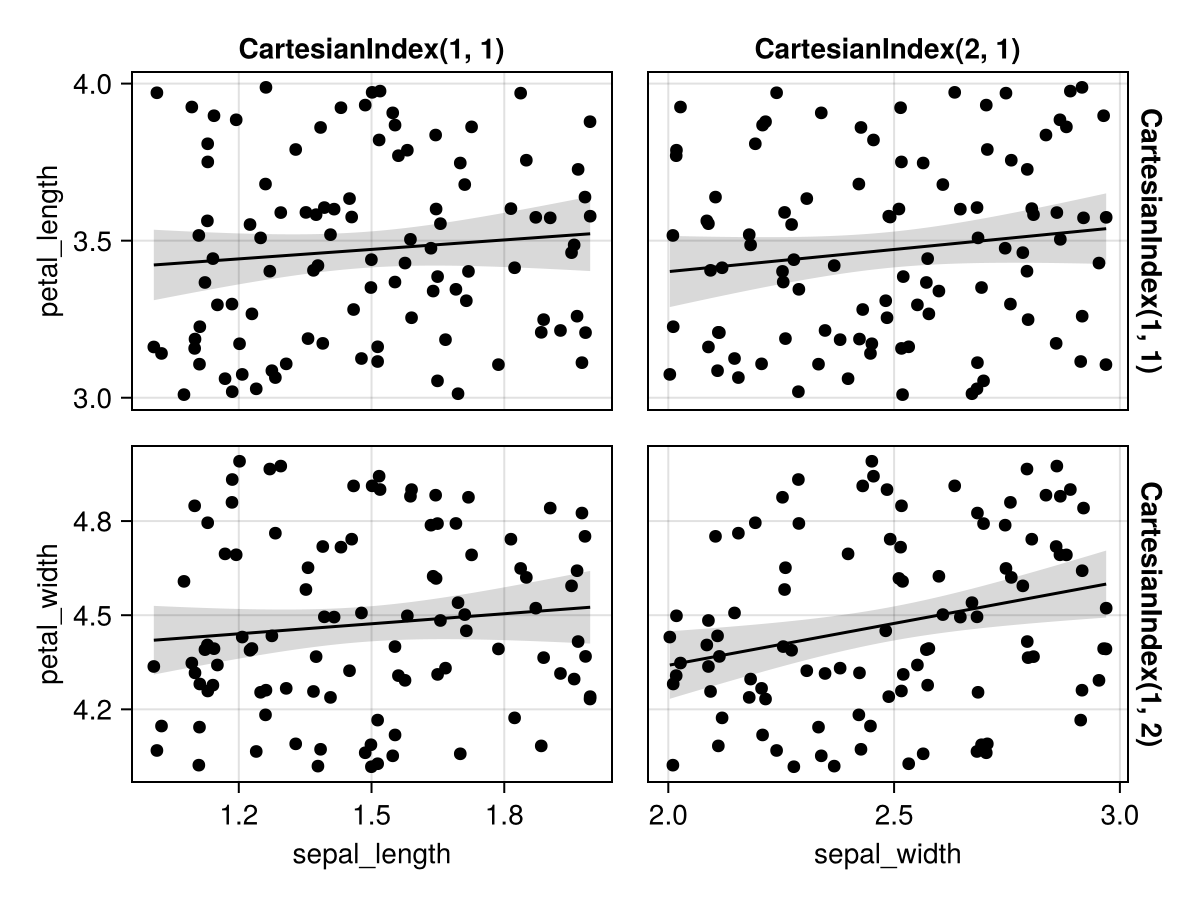 CartesianIndex(1, 1)
CartesianIndex(2, 1)
4.0
3.5
3.0
petal_length
CartesianIndex(1, 1)
4.8
4.5
4.2
petal_width
CartesianIndex(1, 2)
1.2
1.5
1.8
2.0
2.5
3.0
sepal_length
sepal_width